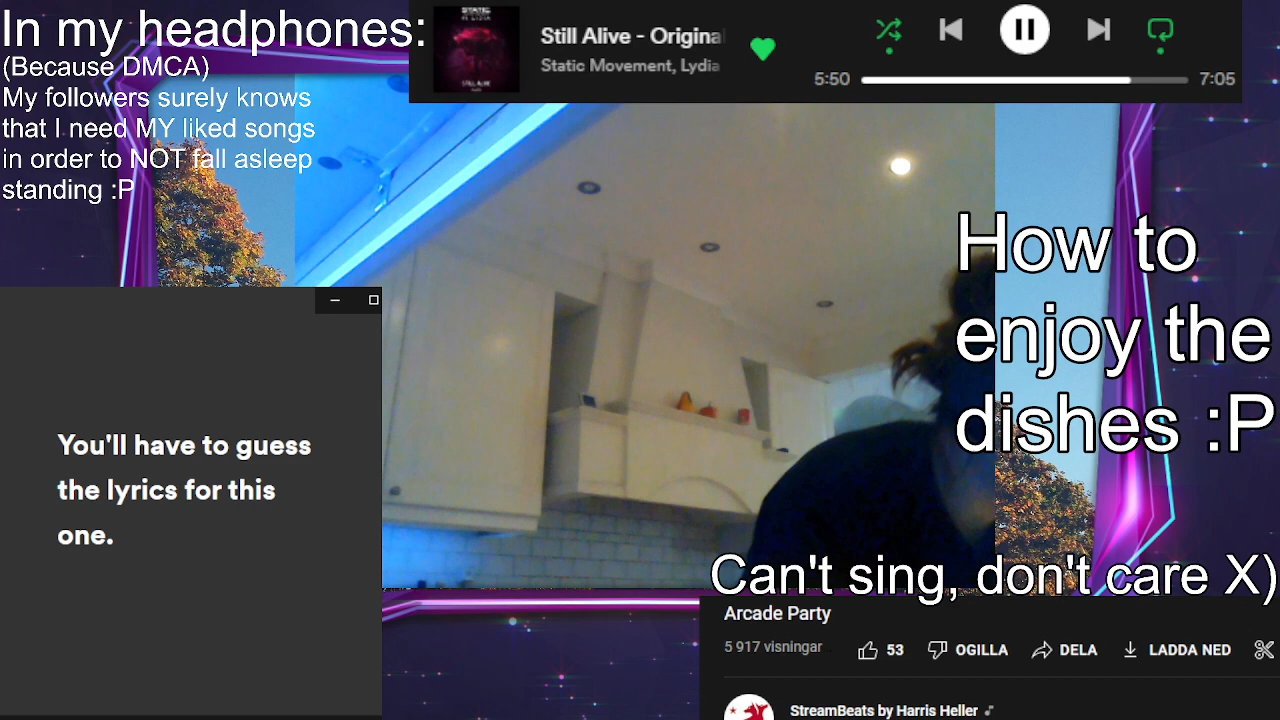 In my headphones:
(Because DMCA)
My followers surely knows
that I need MY liked songs
in order to NOT fall asleep
standing :P
STATIC
Still Alive - Original
Static Movement, Lydia
5:50
7:05
How to
enjoy the
dishes :P
You'll have to guess
the lyrics for this
one.
Can't sing, don't care X)
Arcade Party
5 917 visningar
53
OGILLA
DELA
LADDA NED
StreamBeats by Harris Heller